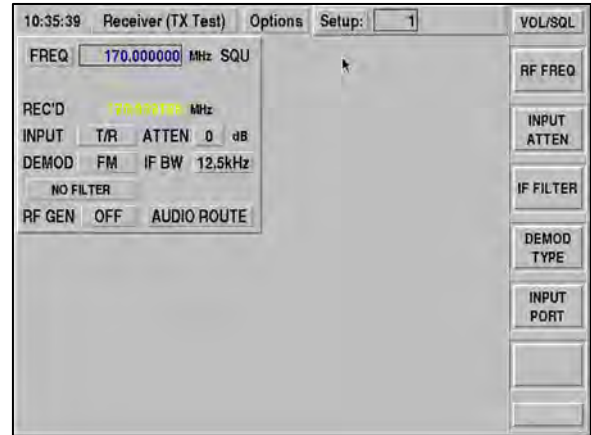 10:35:39 Receiver (TX Test) Options Setup: 1
FREQ 170.000000 MHz SQU
REC'D MHz
INPUT T/R ATTEN 0 dB
DEMOD FM IF BW 12.5kHz
NO FILTER
RF GEN OFF AUDIO ROUTE
VOL/SQL
RF FREQ
INPUT
ATTEN
IF FILTER
DEMOD
TYPE
INPUT
PORT